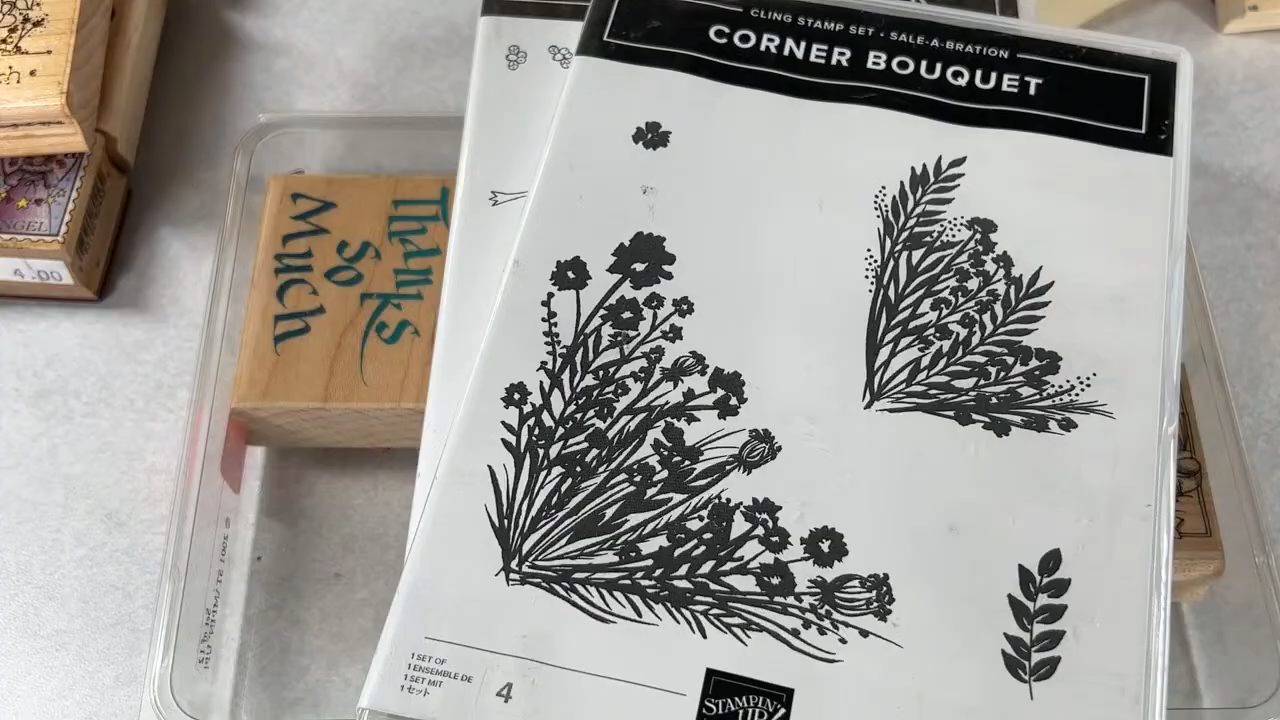 CLING STAMP SET • SALE-A-BRATION
CORNER BOUQUET
Thanks
So
Much
NGEL
4.00
1 SET OF
1 ENSEMBLE DE
1 SET MIT
1セット
4
STAMPIN'
UP!